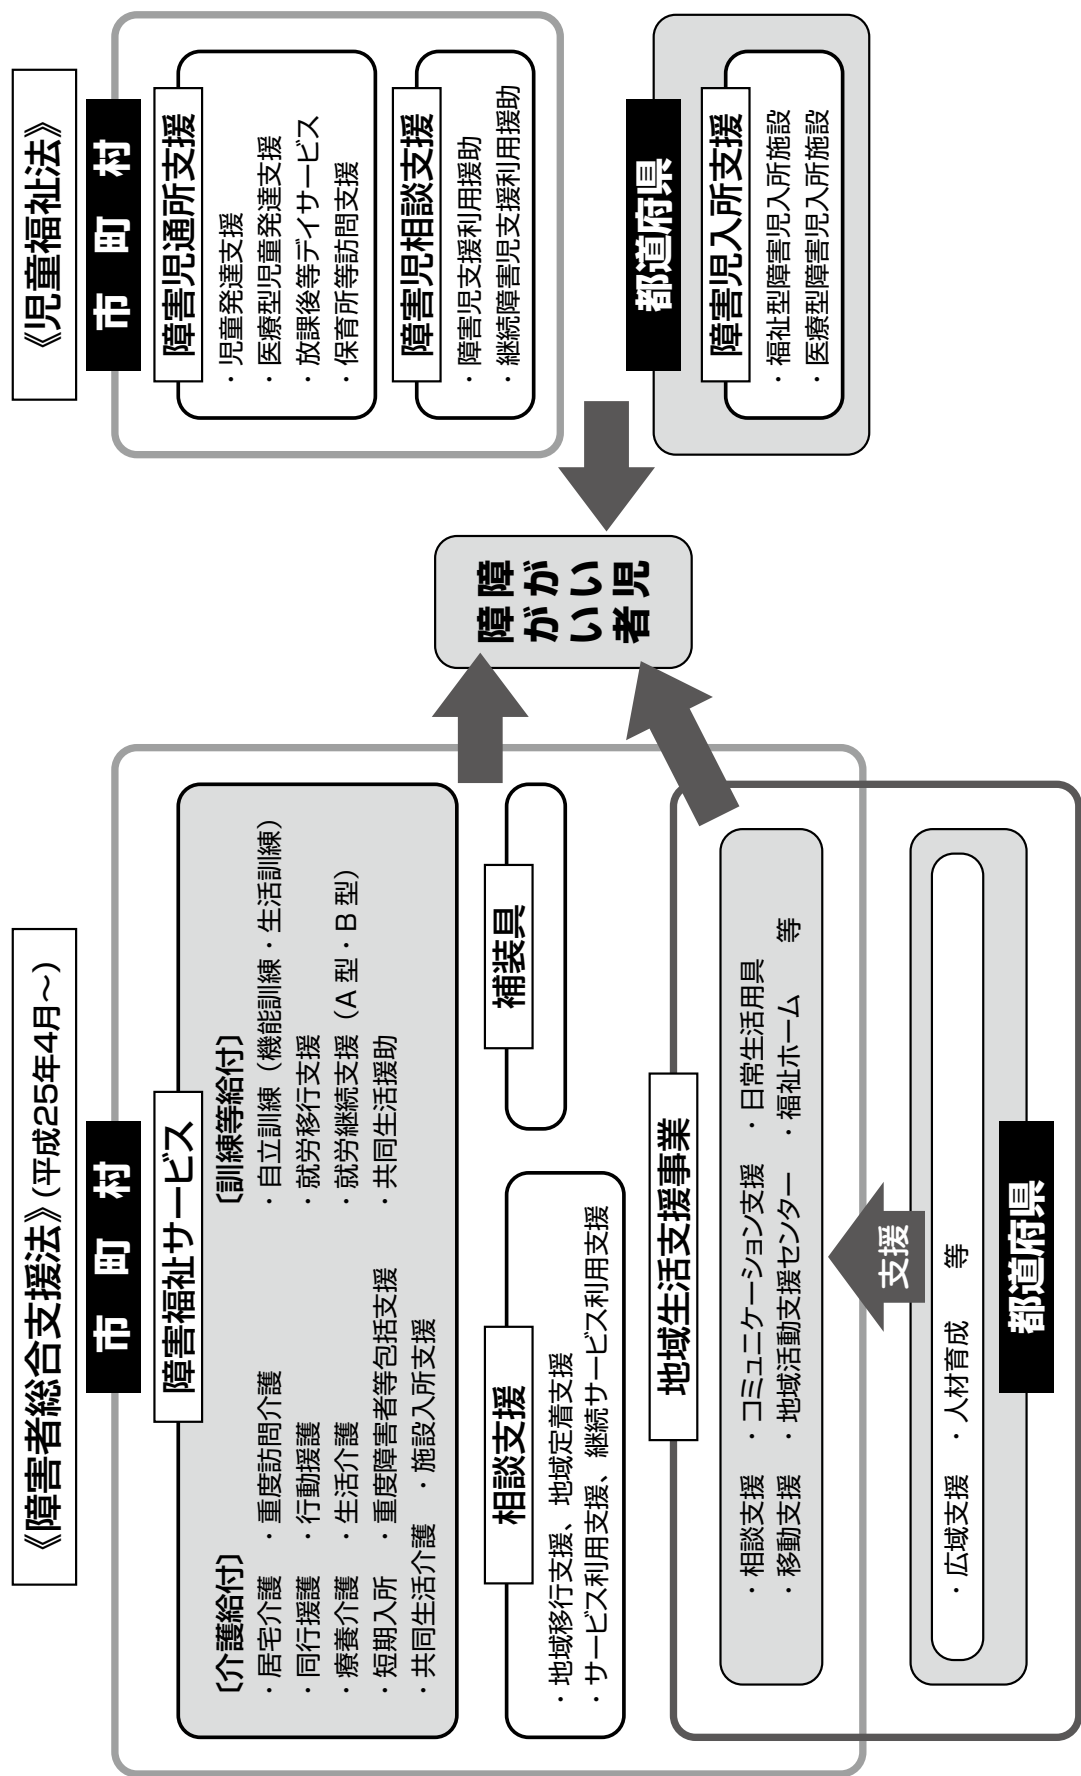 《障害者総合支援法》(平成25年4月～)
市町村
障害福祉サービス
〔介護給付〕
・居宅介護 ・重度訪問介護
・同行援護 ・行動援護
・療養介護 ・生活介護
・短期入所 ・重度障害者等包括支援
・共同生活介護 ・施設入所支援
〔訓練等給付〕
・自立訓練（機能訓練・生活訓練）
・就労移行支援
・就労継続支援（A型・B型）
・共同生活援助
相談支援
・地域移行支援、地域定着支援
・サービス利用支援、継続サービス利用支援
補装具
地域生活支援事業
・相談支援 ・コミュニケーション支援 ・日常生活用具
・移動支援 ・地域活動支援センター ・福祉ホーム 等
支援
・広域支援 ・人材育成 等
都道府県
障がい者
障がい児
《児童福祉法》
市町村
障害児通所支援
・児童発達支援
・医療型児童発達支援
・放課後等デイサービス
・保育所等訪問支援
障害児相談支援
・障害児支援利用援助
・継続障害児支援利用援助
都道府県
障害児入所支援
・福祉型障害児入所施設
・医療型障害児入所施設